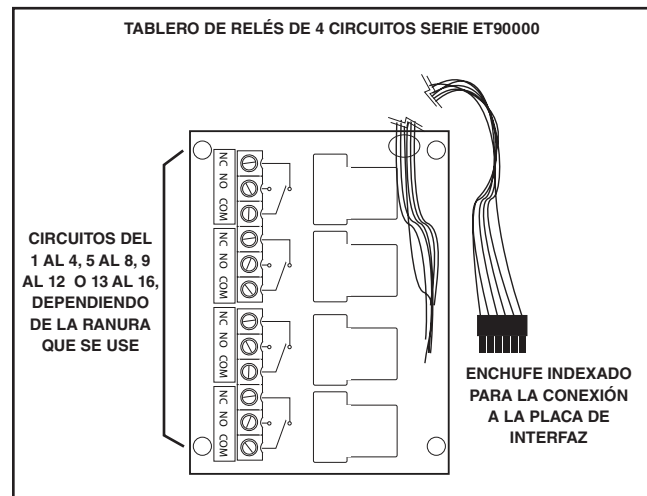 TABLERO DE RELÉS DE 4 CIRCUITOS SERIE ET90000
NC NO COM
NC NO COM
NC NO COM
NC NO COM
CIRCUITOS DEL
1 AL 4, 5 AL 8, 9
AL 12 O 13 AL 16,
DEPENDIENDO
DE LA RANURA
QUE SE USE
ENCHUFE INDEXADO
PARA LA CONEXIÓN
A LA PLACA DE
INTERFAZ